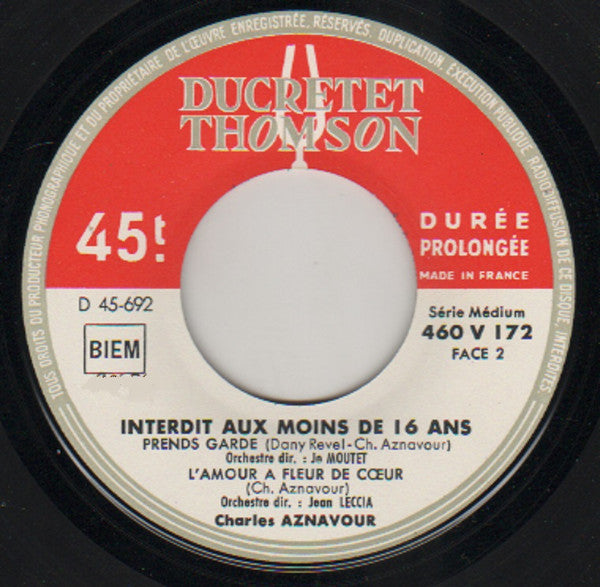 TOUS DROITS DU PRODUCTEUR PHONOGRAPHIQUE ET DU PROPRIÉTAIRE DE L'ŒUVRE ENREGISTRÉE, RÉSERVÉS, DUPLICATION, EXÉCUTION PUBLIQUE, RADIODIFFUSION DE CE DISQUE, INTERDITES.
DUCRETET
THOMSON
45t.
DURÉE
PROLONGÉE
MADE IN FRANCE
D 45-692
BIEM
Série Médium
460 V 172
FACE 2
INTERDIT AUX MOINS DE 16 ANS
PRENDS GARDE (Dany Revel-Ch. Aznavour)
Orchestre dir. : Jo MOUTET
L'AMOUR A FLEUR DE CŒUR
(Ch. Aznavour)
Orchestre dir. : Jean LECCIA
Charles AZNAVOUR